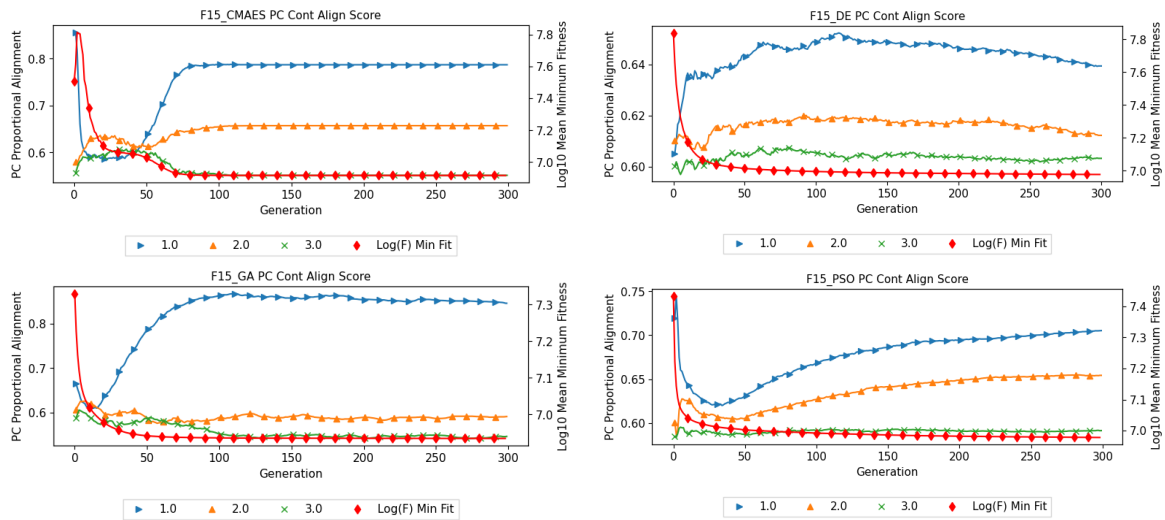 F15_CMAES PC Cont Align Score
PC Proportional Alignment
0.8
0.7
0.6
7.8
7.6
7.4
7.2
7.0
Log10 Mean Minimum Fitness
0 50 100 150 200 250 300
Generation
1.0 2.0 3.0 Log(F) Min Fit
F15_DE PC Cont Align Score
PC Proportional Alignment
0.64
0.62
0.60
7.8
7.6
7.4
7.2
7.0
Log10 Mean Minimum Fitness
0 50 100 150 200 250 300
Generation
1.0 2.0 3.0 Log(F) Min Fit
F15_GA PC Cont Align Score
PC Proportional Alignment
0.8
0.7
0.6
7.3
7.2
7.1
7.0
Log10 Mean Minimum Fitness
0 50 100 150 200 250 300
Generation
1.0 2.0 3.0 Log(F) Min Fit
F15_PSO PC Cont Align Score
PC Proportional Alignment
0.75
0.70
0.65
0.60
7.4
7.3
7.2
7.1
7.0
Log10 Mean Minimum Fitness
0 50 100 150 200 250 300
Generation
1.0 2.0 3.0 Log(F) Min Fit